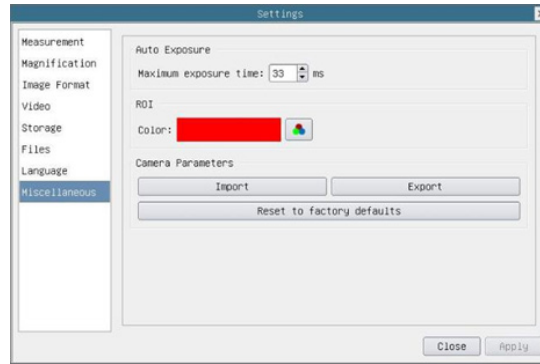 Settings
Measurement
Magnification
Image Format
Video
Storage
Files
Language
Miscellaneous
Auto Exposure
Maximum exposure time: 33 ms
ROI
Color:
Camera Parameters
Import Export
Reset to factory defaults
Close Apply